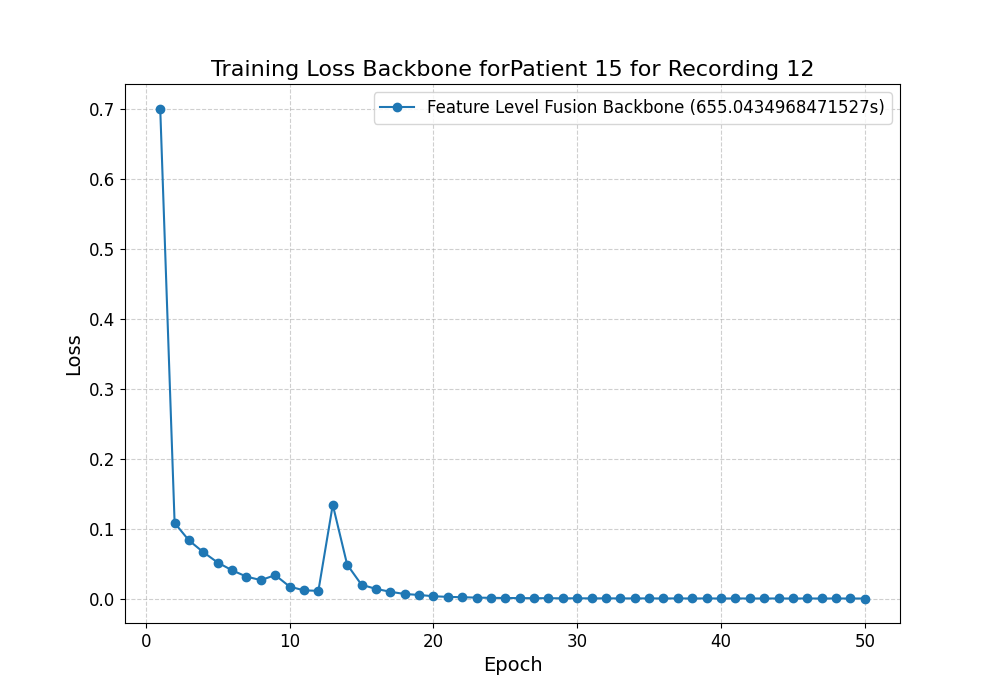 Training Loss Backbone forPatient 15 for Recording 12
Feature Level Fusion Backbone (655.0434968471527s)
0.7
0.6
0.5
0.4
0.3
0.2
0.1
0.0
Loss
0 10 20 30 40 50
Epoch